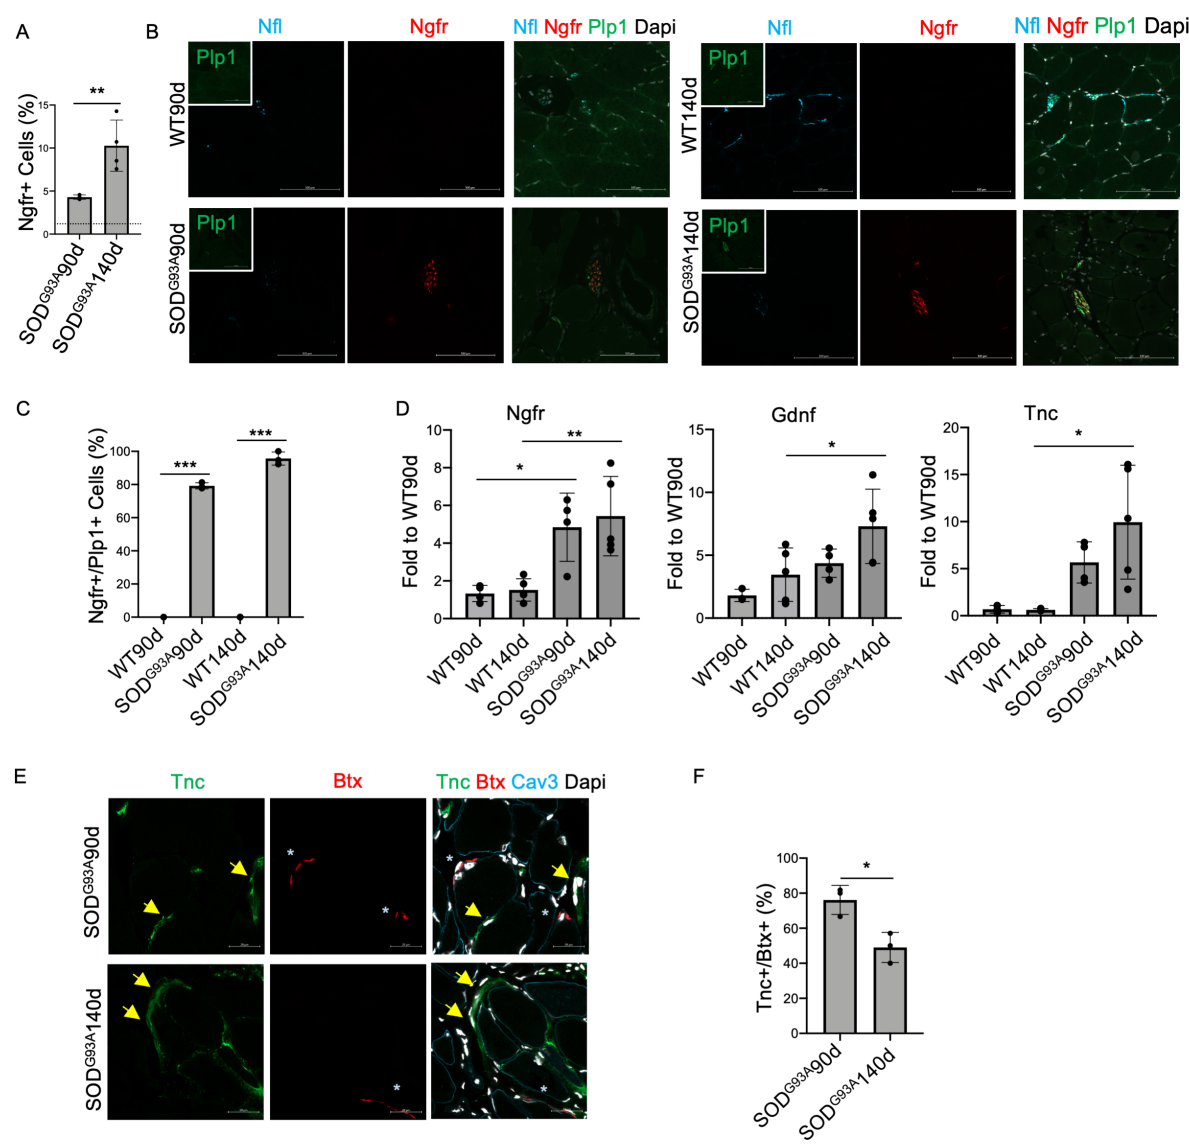 A
Ngfr+ Cells (%)
15
10
5
0
**
SODG93A90d
SODG93A140d
B
Nfl
Ngfr
Nfl Ngfr Plp1 Dapi
Nfl
Ngfr
Nfl Ngfr Plp1 Dapi
WT90d
Plp1
WT140d
Plp1
SODG93A90d
Plp1
SODG93A140d
Plp1
C
Ngfr+/Plp1+ Cells (%)
100
80
60
40
20
0
***
***
WT90d
SODG93A90d
WT140d
SODG93A140d
D
Ngfr
Fold to WT90d
10
8
6
4
2
0
*
**
WT90d
WT140d
SODG93A90d
SODG93A140d
Gdnf
Fold to WT90d
15
10
5
0
*
WT90d
WT140d
SODG93A90d
SODG93A140d
Tnc
Fold to WT90d
20
15
10
5
0
*
WT90d
WT140d
SODG93A90d
SODG93A140d
E
Tnc
Btx
Tnc Btx Cav3 Dapi
SODG93A90d
*
*
*
*
SODG93A140d
*
*
F
Tnc+/Btx+ (%)
100
80
60
40
20
0
*
SODG93A90d
SODG93A140d